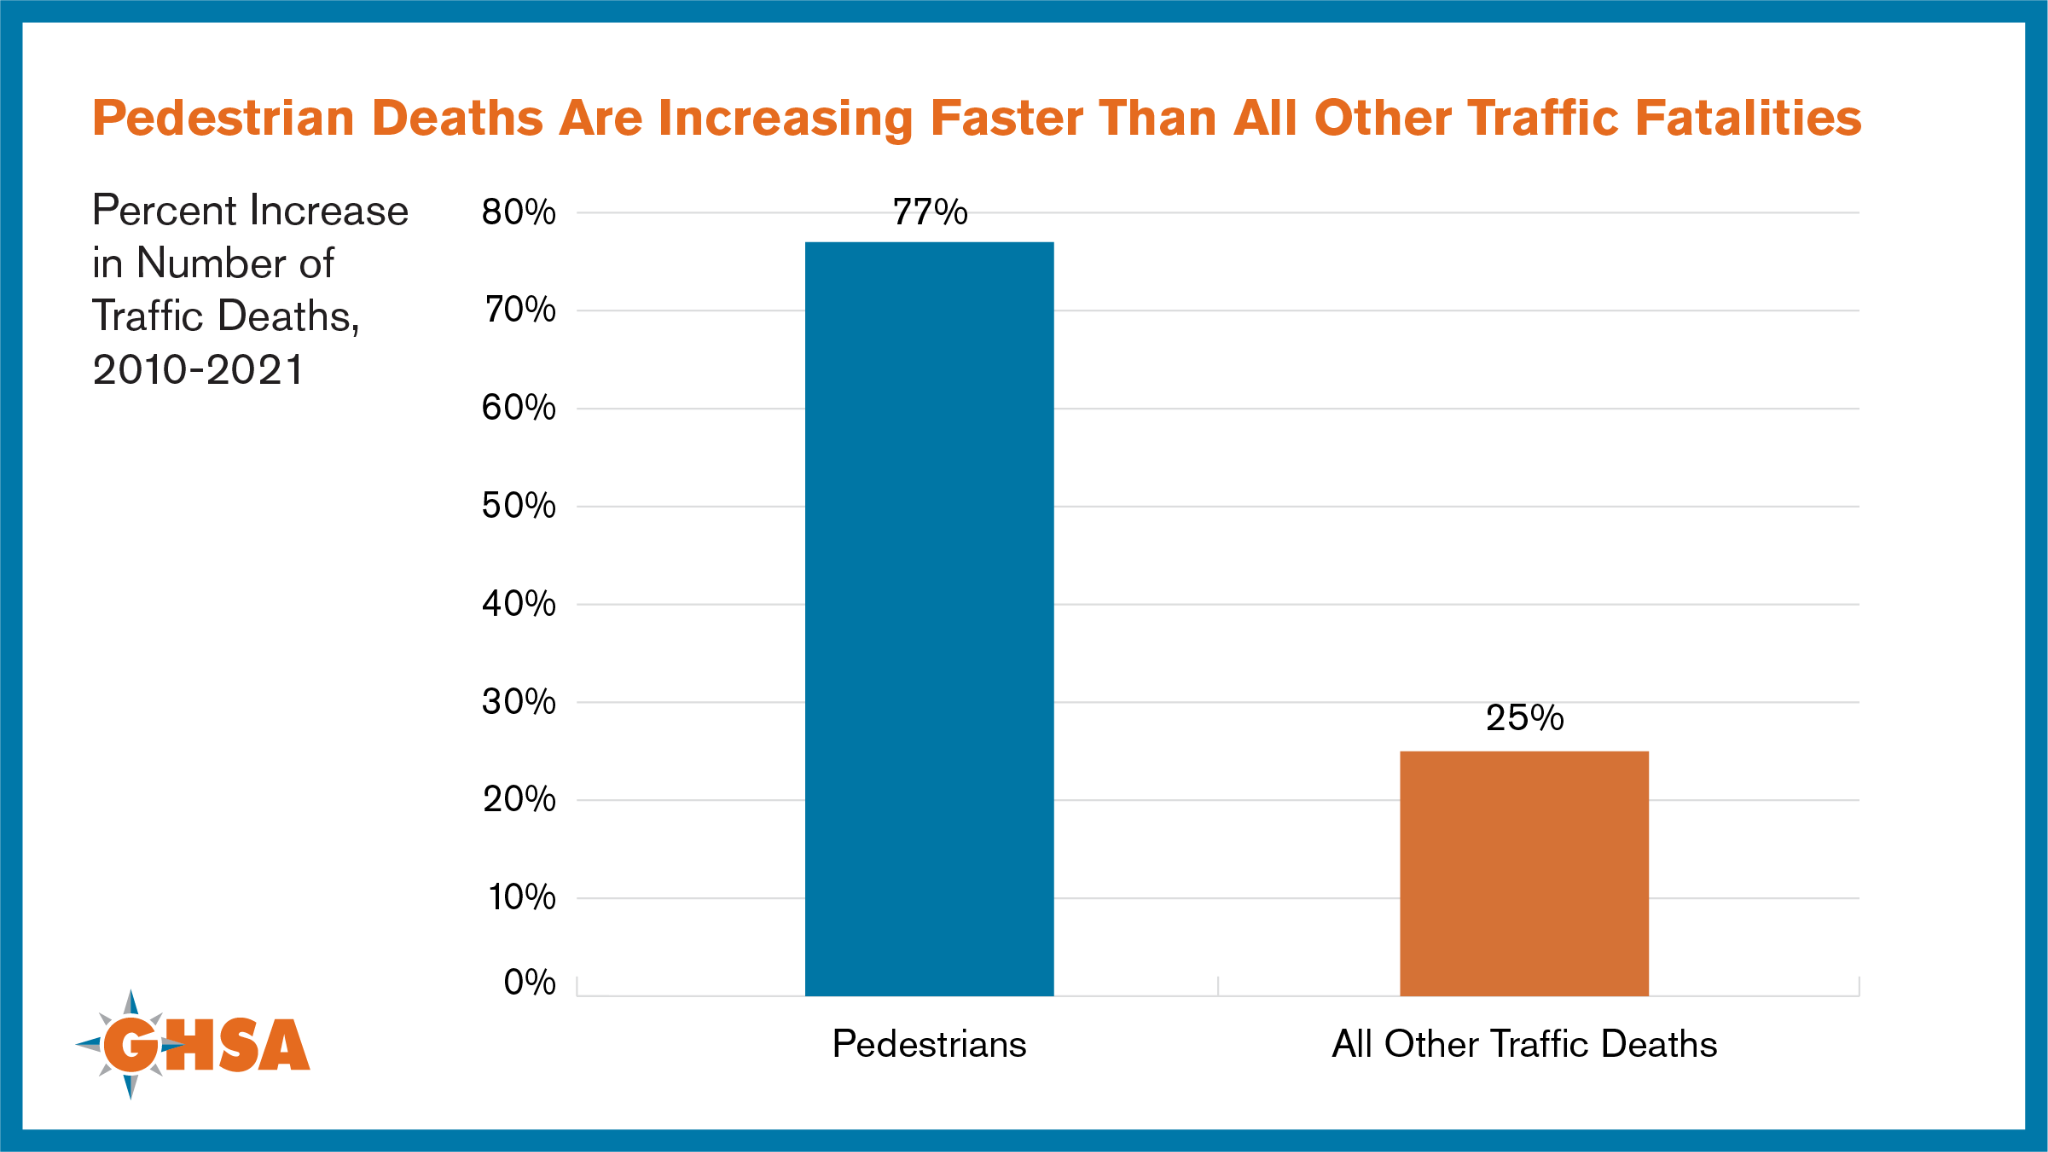 Pedestrian Deaths Are Increasing Faster Than All Other Traffic Fatalities
Percent Increase
in Number of
Traffic Deaths,
2010-2021
80%
70%
60%
50%
40%
30%
20%
10%
0%
77%
25%
Pedestrians
All Other Traffic Deaths
GHSA